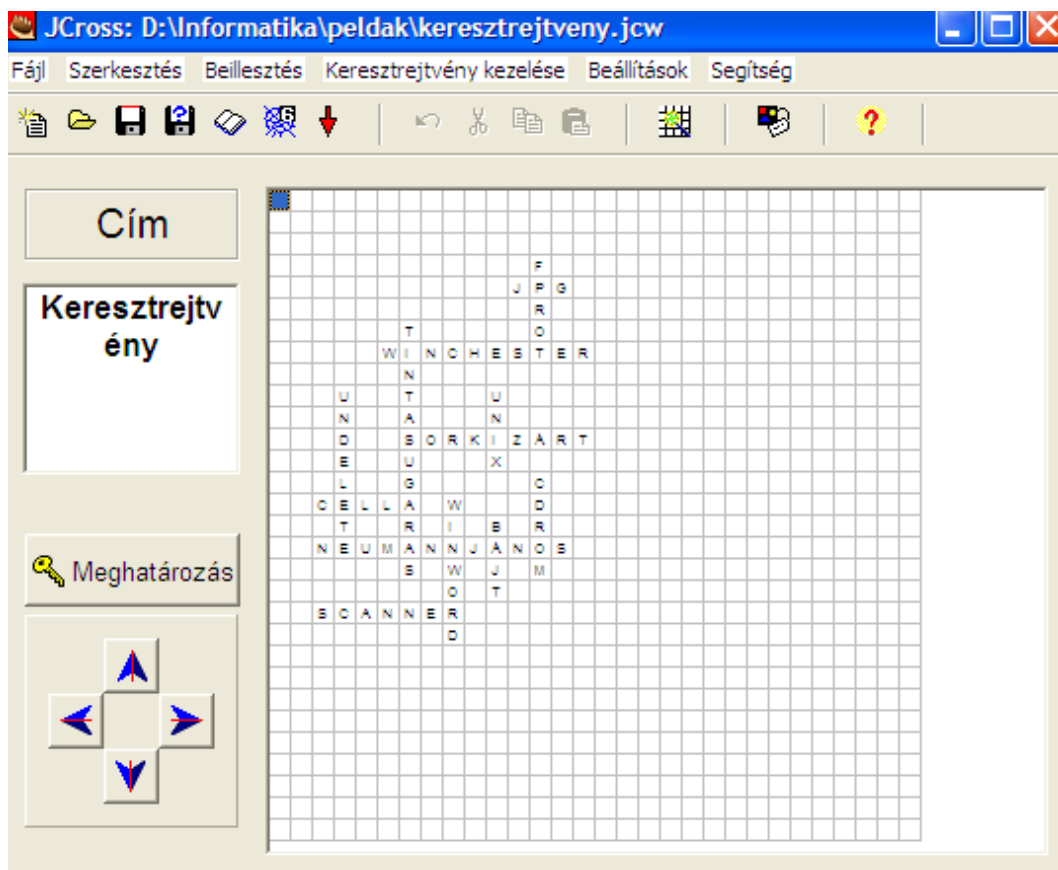 JCross: D:\Informatika\peldak\keresztrejtveny.jcw
Fájl Szerkesztés Beillesztés Keresztrejtvény kezelése Beállítások Segítség
Cím
Keresztrejtv
ény
Meghatározás
F
J P G
R
T O
W I N C H E S T E R
N
U T U
N A N
D S O R K I Z Á R T
E U X
L G C
C E L L A W D
T R I B R
N E U M A N N J Á N O S
S W J M
O T
S C A N N E R
D